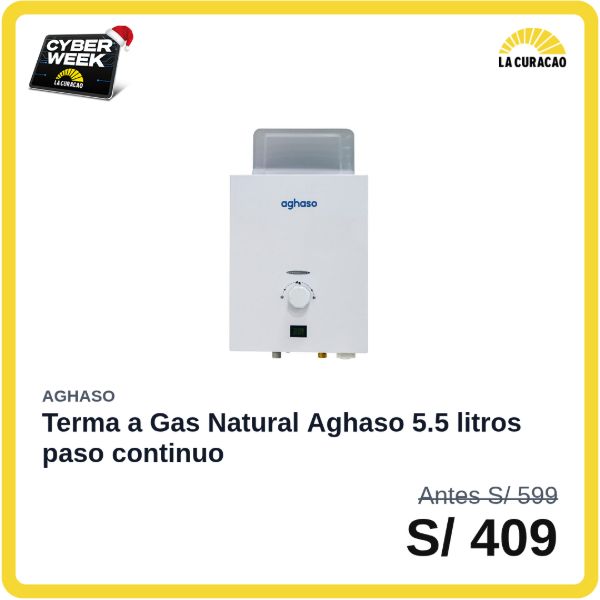 CYBER
WEEK
LA CURACAO
LA CURACAO
aghaso
AGHASO
Terma a Gas Natural Aghaso 5.5 litros
paso continuo
Antes S/ 599
S/ 409